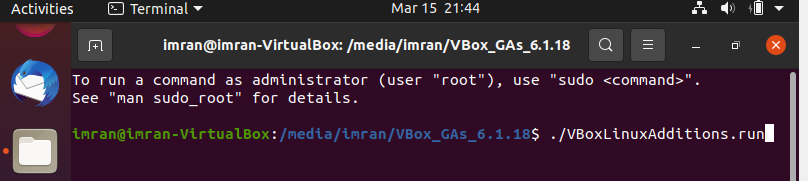 Activities Terminal Mar 15 21:44
imran@imran-VirtualBox: /media/imran/VBox_GAs_6.1.18
To run a command as administrator (user "root"), use "sudo <command>".
See "man sudo_root" for details.
imran@imran-VirtualBox:/media/imran/VBox_GAs_6.1.18$ ./VBoxLinuxAdditions.run